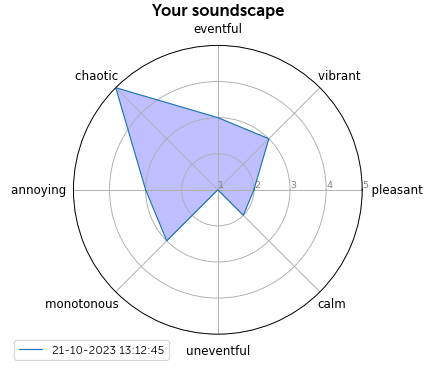 Your soundscape
eventful
chaotic vibrant
annoying 1 2 3 4 5 pleasant
monotonous calm
21-10-2023 13:12:45 uneventful